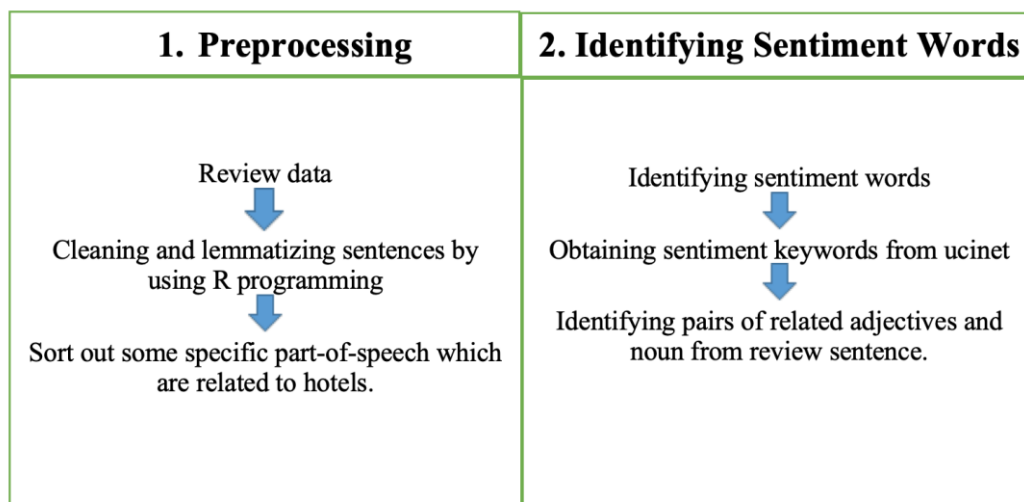 1. Preprocessing
Review data
Cleaning and lemmatizing sentences by
using R programming
Sort out some specific part-of-speech which
are related to hotels.
2. Identifying Sentiment Words
Identifying sentiment words
Obtaining sentiment keywords from ucinet
Identifying pairs of related adjectives and
noun from review sentence.